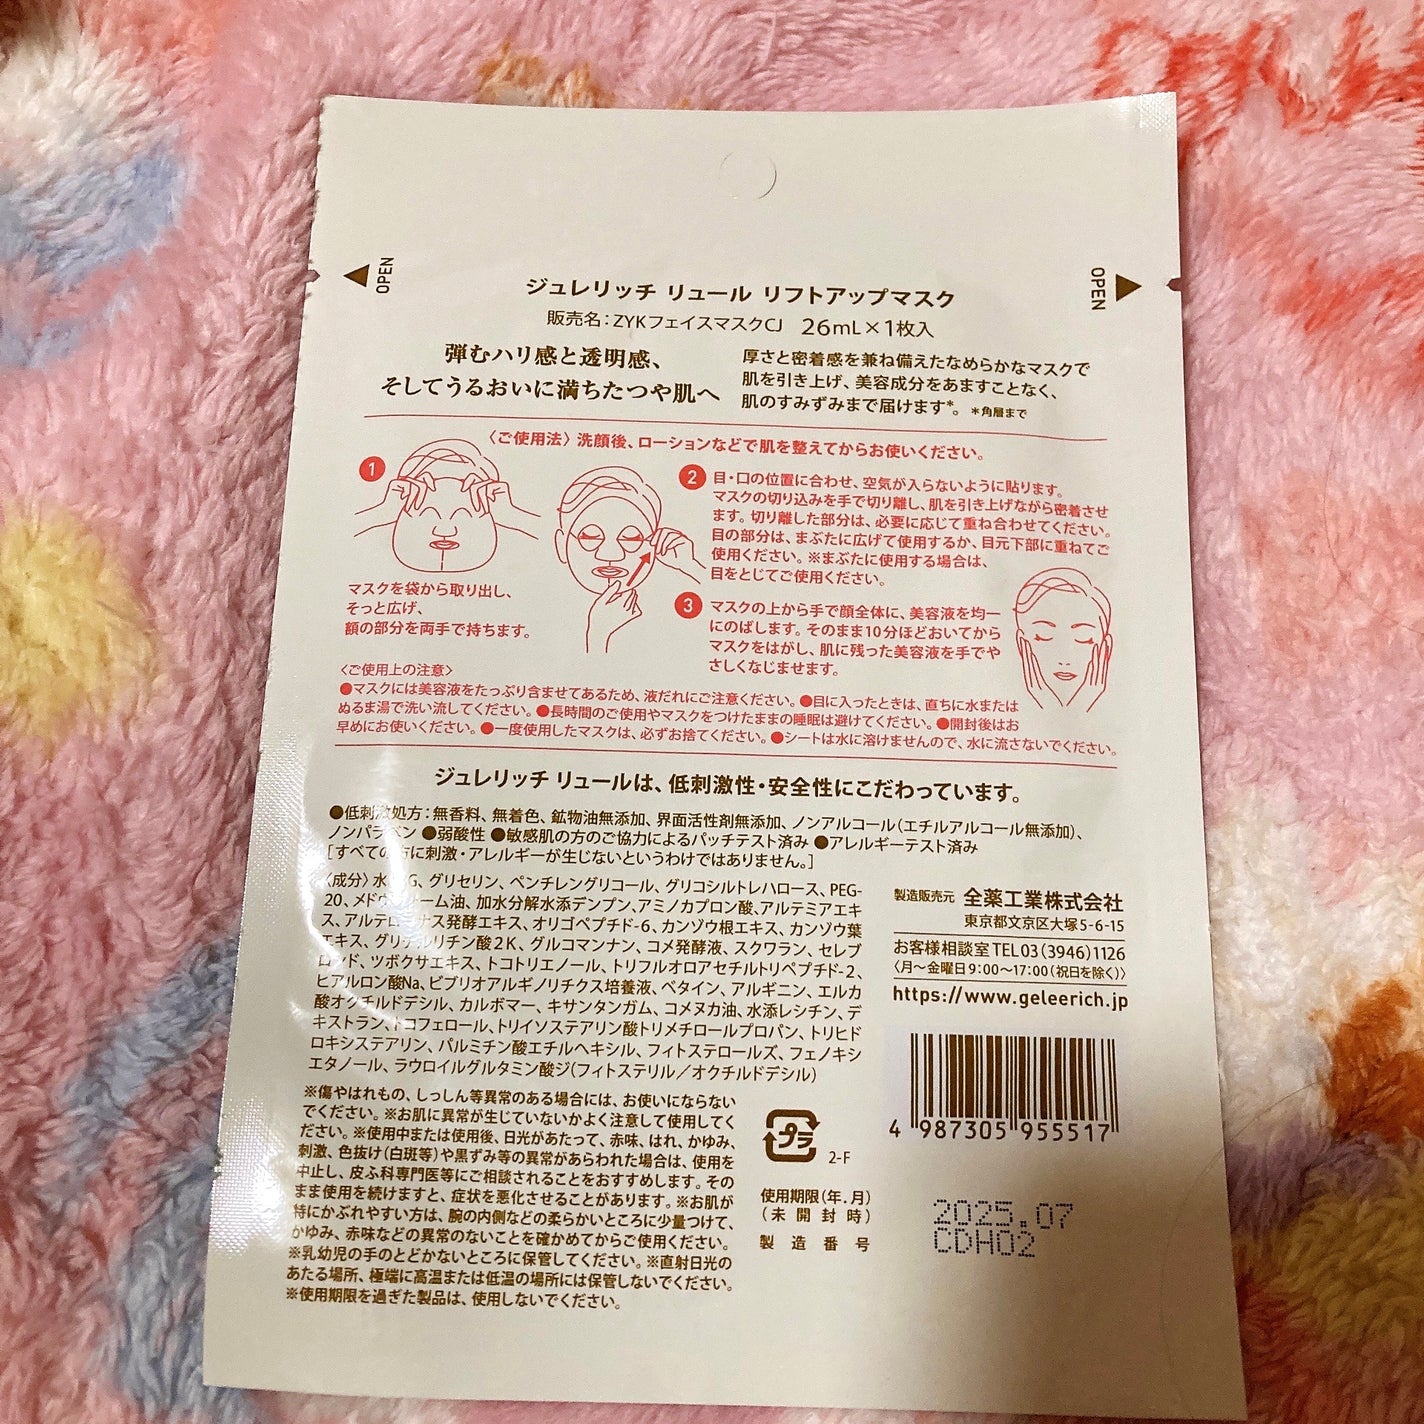 OPEN
OPEN
ジュレリッチ リュール リフトアップマスク
販売名:ZYKフェイスマスクCJ 26mL×1枚入
弾むハリ感と透明感、
そしてうるおいに満ちたつや肌へ
厚さと密着感を兼ね備えたなめらかなマスクで
肌を引き上げ、美容成分をあますことなく、
肌のすみずみまで届けます*。 *角層まで
〈ご使用法〉洗顔後、ローションなどで肌を整えてからお使いください。
1
マスクを袋から取り出し、
そっと広げ、
額の部分を両手で持ちます。
2 目・口の位置に合わせ、空気が入らないように貼ります。
マスクの切り込みを手で切り離し、肌を引き上げながら密着させ
ます。切り離した部分は、必要に応じて重ね合わせてください。
目の部分は、まぶたに広げて使用するか、目元下部に重ねてご
使用ください。※まぶたに使用する場合は、
目をとじてご使用ください。
3 マスクの上から手で顔全体に、美容液を均一
にのばします。そのまま10分ほどおいてから
マスクをはがし、肌に残った美容液を手でや
さしくなじませます。
〈ご使用上の注意〉
●マスクには美容液をたっぷり含ませてあるため、液だれにご注意ください。●目に入ったときは、直ちに水または
ぬるま湯で洗い流してください。●長時間のご使用やマスクをつけたままの睡眠は避けてください。●開封後はお
早めにお使いください。●一度使用したマスクは、必ずお捨てください。●シートは水に溶けませんので、水に流さないでください。
ジュレリッチ リュールは、低刺激性・安全性にこだわっています。
●低刺激処方:無香料、無着色、鉱物油無添加、界面活性剤無添加、ノンアルコール(エチルアルコール無添加)、
ノンパラベン ●弱酸性 ●敏感肌の方のご協力によるパッチテスト済み ●アレルギーテスト済み
[すべての方に刺激・アレルギーが生じないというわけではありません。]
〈成分〉水、 G、グリセリン、ペンチレングリコール、グリコシルトレハロース、PEG-
20、メドウフォーム油、加水分解水添デンプン、アミノカプロン酸、アルテミアエキ
ス、アルテロモナス発酵エキス、オリゴペプチド-6、カンゾウ根エキス、カンゾウ葉
エキス、グリチルリチン酸2K、グルコマンナン、コメ発酵液、スクワラン、セレブ
ロシド、ツボクサエキス、トコトリエノール、トリフルオロアセチルトリペプチド-2、
ヒアルロン酸Na、ビブリオアルギノリチクス培養液、ベタイン、アルギニン、エルカ
酸オクチルドデシル、カルボマー、キサンタンガム、コメヌカ油、水添レシチン、デ
キストラン、トコフェロール、トリイソステアリン酸トリメチロールプロパン、トリヒド
ロキシステアリン、パルミチン酸エチルヘキシル、フィトステロールズ、フェノキシ
エタノール、ラウロイルグルタミン酸ジ(フィトステリル/オクチルドデシル)
※傷やはれもの、しっしん等異常のある場合には、お使いにならない
でください。※お肌に異常が生じていないかよく注意して使用してく
ださい。※使用中または使用後、日光があたって、赤味、はれ、かゆみ、
刺激、色抜け(白斑等)や黒ずみ等の異常があらわれた場合は、使用を
中止し、皮ふ科専門医等にご相談されることをおすすめします。その
まま使用を続けますと、症状を悪化させることがあります。※お肌が
特にかぶれやすい方は、腕の内側などの柔らかいところに少量つけて、
かゆみ、赤味などの異常のないことを確かめてからご使用ください。
※乳幼児の手のとどかないところに保管してください。※直射日光の
あたる場所、極端に高温または低温の場所には保管しないでください。
※使用期限を過ぎた製品は、使用しないでください。
製造販売元 全薬工業株式会社
東京都文京区大塚5-6-15
お客様相談室 TEL03(3946)1126
〈月~金曜日9:00~17:00(祝日を除く)〉
https://www.geleerich.jp
4 987305 955517
プラ
2-F
使用期限(年.月)
(未開封時)
製造番号
2025.07
CDH02